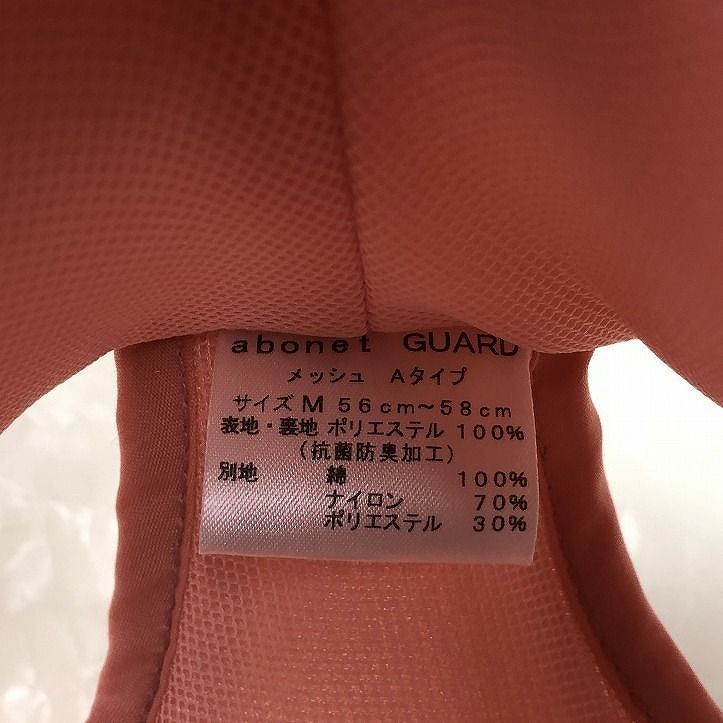 abonet GUARD
メッシュ Aタイプ
サイズ M 56cm～58cm
表地・裏地 ポリエステル 100%
(抗菌防臭加工)
別地 綿 100%
ナイロン 70%
ポリエステル 30%